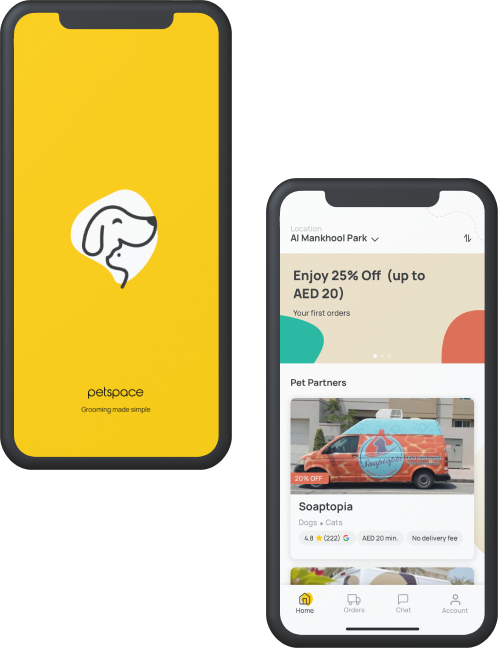 petspace
Grooming made simple
Location
Al Mankhool Park
Enjoy 25% Off (up to
AED 20)
Your first orders
Pet Partners
Soaptopia
20% OFF
Soaptopia
Dogs • Cats
4.8 ⭐ (222) G
AED 20 min.
No delivery fee
Home
Orders
Chat
Account